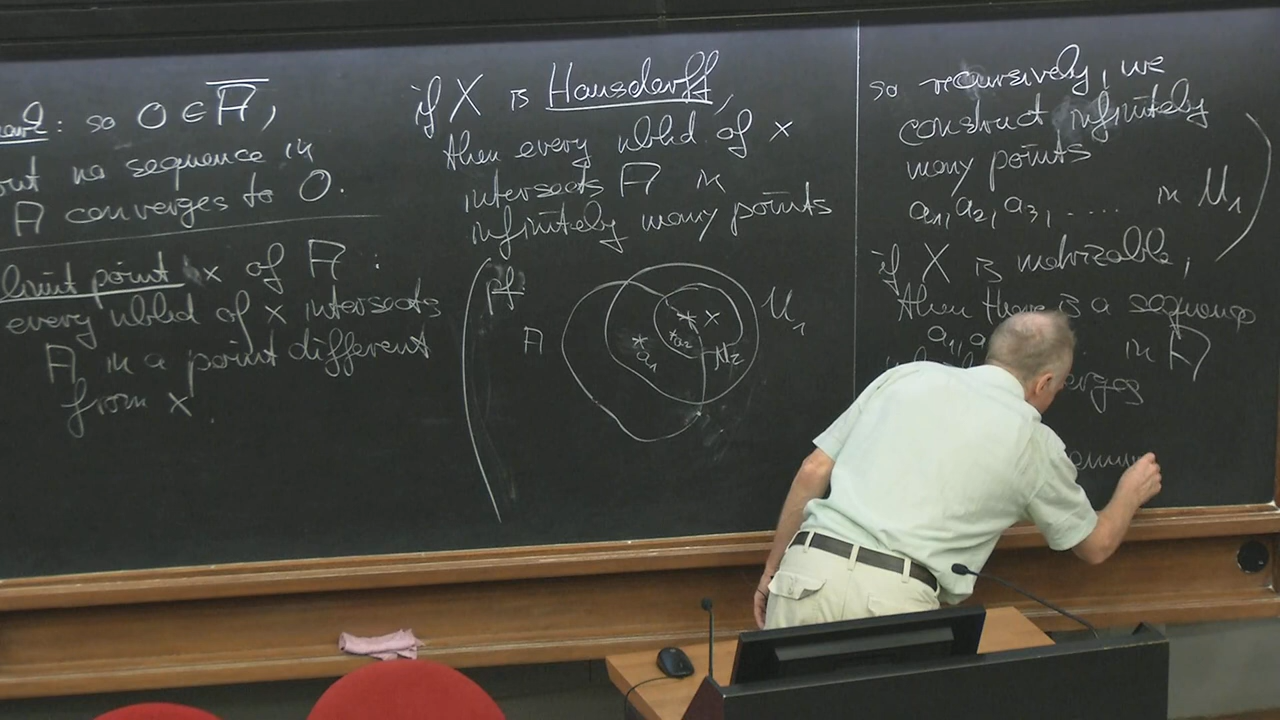 so 0 ∈ A̅,
no sequence in
A converges to 0.
limit point x of A :
every nbhd of x intersects
A in a point different
from x.
if X is Hausdorff,
then every nbhd. of x
intersects A in
infinitely many points
pf
A
a₁
a₂
x
U₁
U₂
so recursively, we
construct infinitely
many points
a₁, a₂, a₃, .... in U₁
if X is metrizable,
then there is a sequence
in A